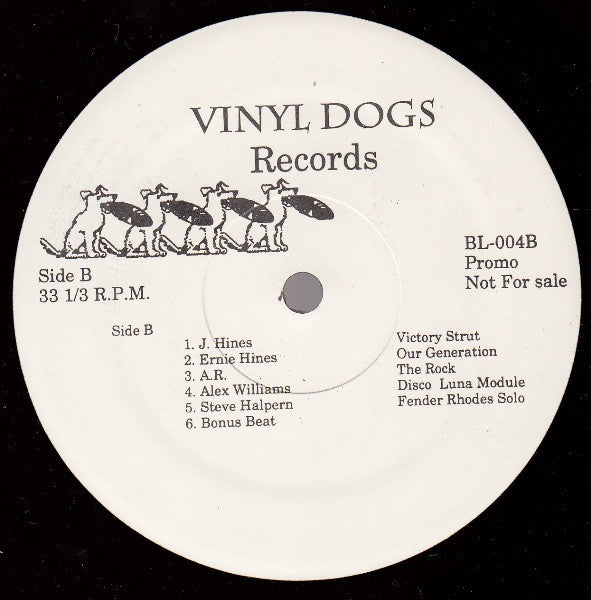 VINYL DOGS
Records
Side B
33 1/3 R.P.M.
BL-004B
Promo
Not For sale
Side B
1. J. Hines Victory Strut
2. Ernie Hines Our Generation
3. A.R. The Rock
4. Alex Williams Disco Luna Module
5. Steve Halpern Fender Rhodes Solo
6. Bonus Beat